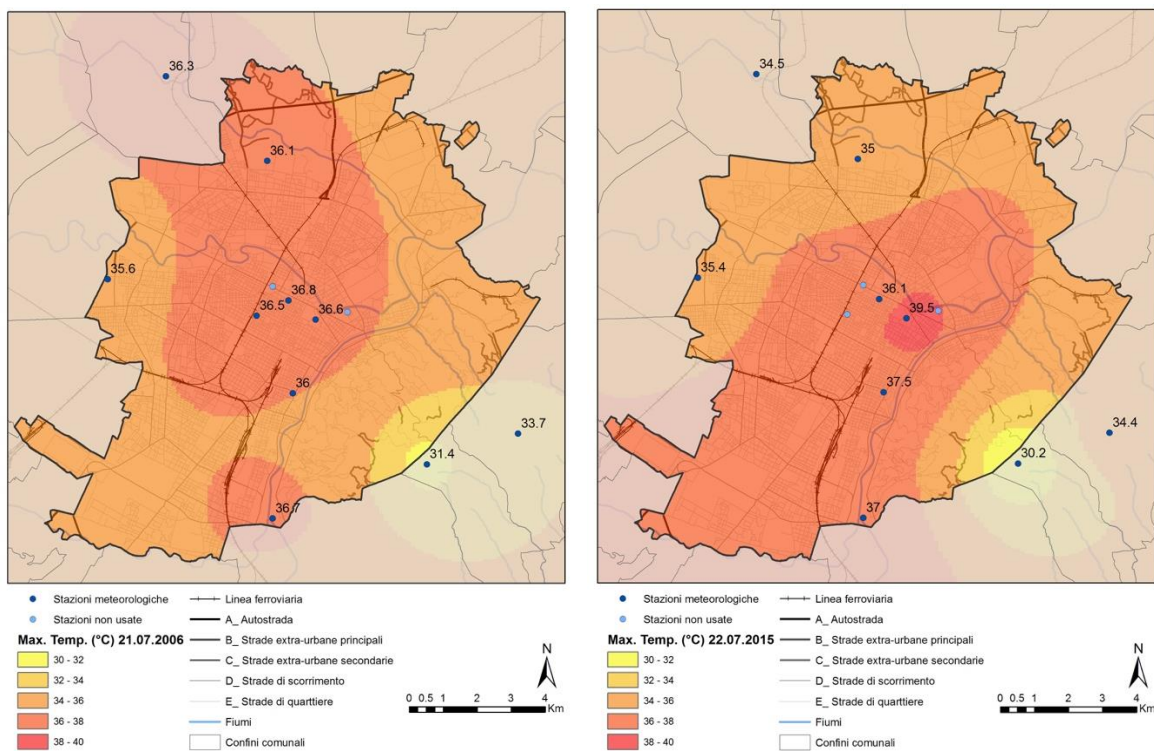 36.3
36.1
35.6
36.8
36.5
36.6
36
33.7
31.4
36.7
Stazioni meteorologiche
Stazioni non usate
Max. Temp. (°C) 21.07.2006
30 - 32
32 - 34
34 - 36
36 - 38
38 - 40
Linea ferroviaria
A_ Autostrada
B_ Strade extra-urbane principali
C_ Strade extra-urbane secondarie
D_ Strade di scorrimento
E_ Strade di quarttiere
Fiumi
Confini comunali
N
0 0.5 1 2 3 4
Km
34.5
35
35.4
36.1
39.5
37.5
34.4
30.2
37
Stazioni meteorologiche
Stazioni non usate
Max. Temp. (°C) 22.07.2015
30 - 32
32 - 34
34 - 36
36 - 38
38 - 40
Linea ferroviaria
A_ Autostrada
B_ Strade extra-urbane principali
C_ Strade extra-urbane secondarie
D_ Strade di scorrimento
E_ Strade di quarttiere
Fiumi
Confini comunali
N
0 0.5 1 2 3 4
Km